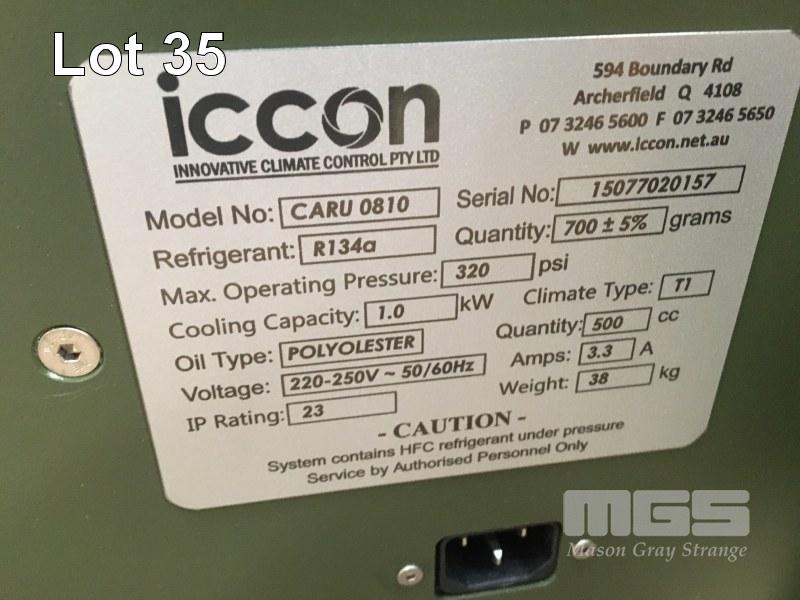 Lot 35
iccon
INNOVATIVE CLIMATE CONTROL PTY LTD
594 Boundary Rd
Archerfield Q 4108
P 07 3246 5600 F 07 3246 5650
W www.iccon.net.au
Model No: CARU 0810
Serial No: 15077020157
Refrigerant: R134a
Quantity: 700 ± 5% grams
Max. Operating Pressure: 320 psi
Cooling Capacity: 1.0 kW
Climate Type: T1
Oil Type: POLYOLESTER
Quantity: 500 cc
Voltage: 220-250V ~ 50/60Hz
Amps: 3.3 A
IP Rating: 23
Weight: 38 kg
- CAUTION -
System contains HFC refrigerant under pressure
Service by Authorised Personnel Only
MGS
Mason Gray Strange